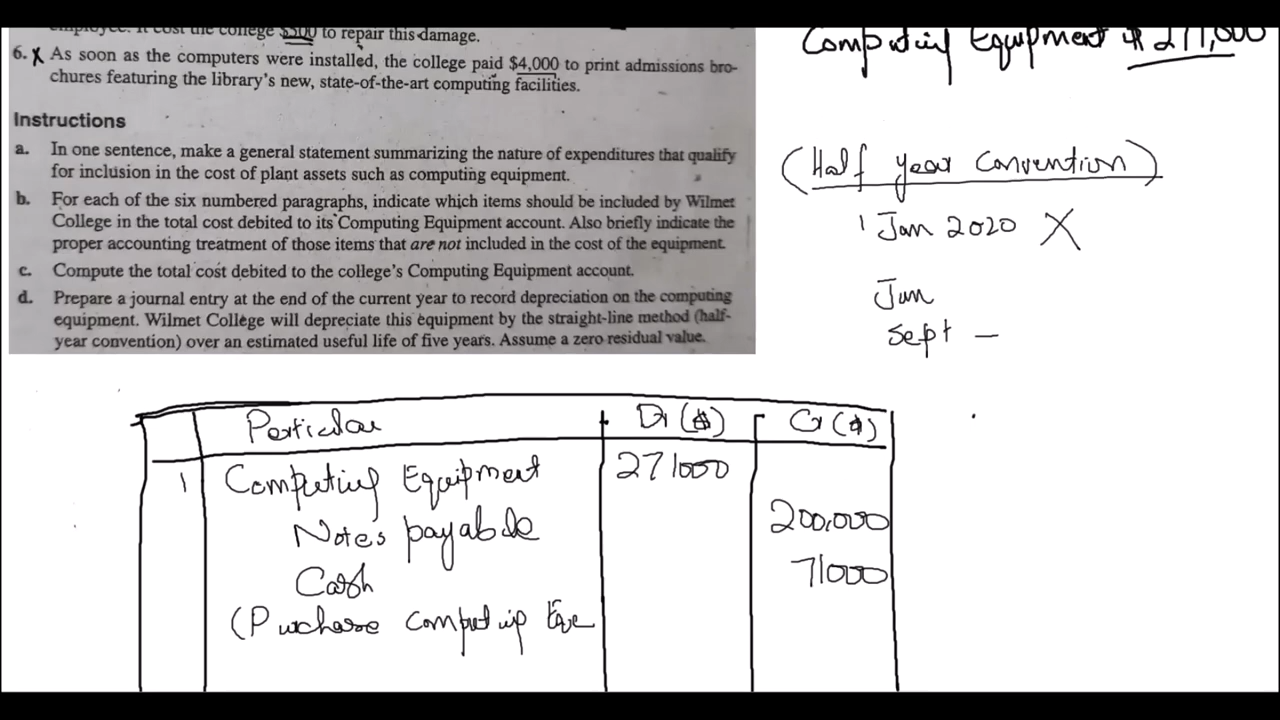 employee. It cost the college $500 to repair this damage.
6. X As soon as the computers were installed, the college paid $4,000 to print admissions bro-
chures featuring the library's new, state-of-the-art computing facilities.
Instructions
a. In one sentence, make a general statement summarizing the nature of expenditures that qualify
for inclusion in the cost of plant assets such as computing equipment.
b. For each of the six numbered paragraphs, indicate which items should be included by Wilmet
College in the total cost debited to its Computing Equipment account. Also briefly indicate the
proper accounting treatment of those items that are not included in the cost of the equipment.
c. Compute the total cost debited to the college's Computing Equipment account.
d. Prepare a journal entry at the end of the current year to record depreciation on the computing
equipment. Wilmet College will depreciate this equipment by the straight-line method (half-
year convention) over an estimated useful life of five years. Assume a zero residual value.
Computing Equipment 271,000
(Half year Convention)
1 Jan 2020 X
Jun
Sept –
Particular Dr ($) Cr ($)
1 Computing Equipment 271000
Notes payable 200,000
Cash 71000
(Purchase